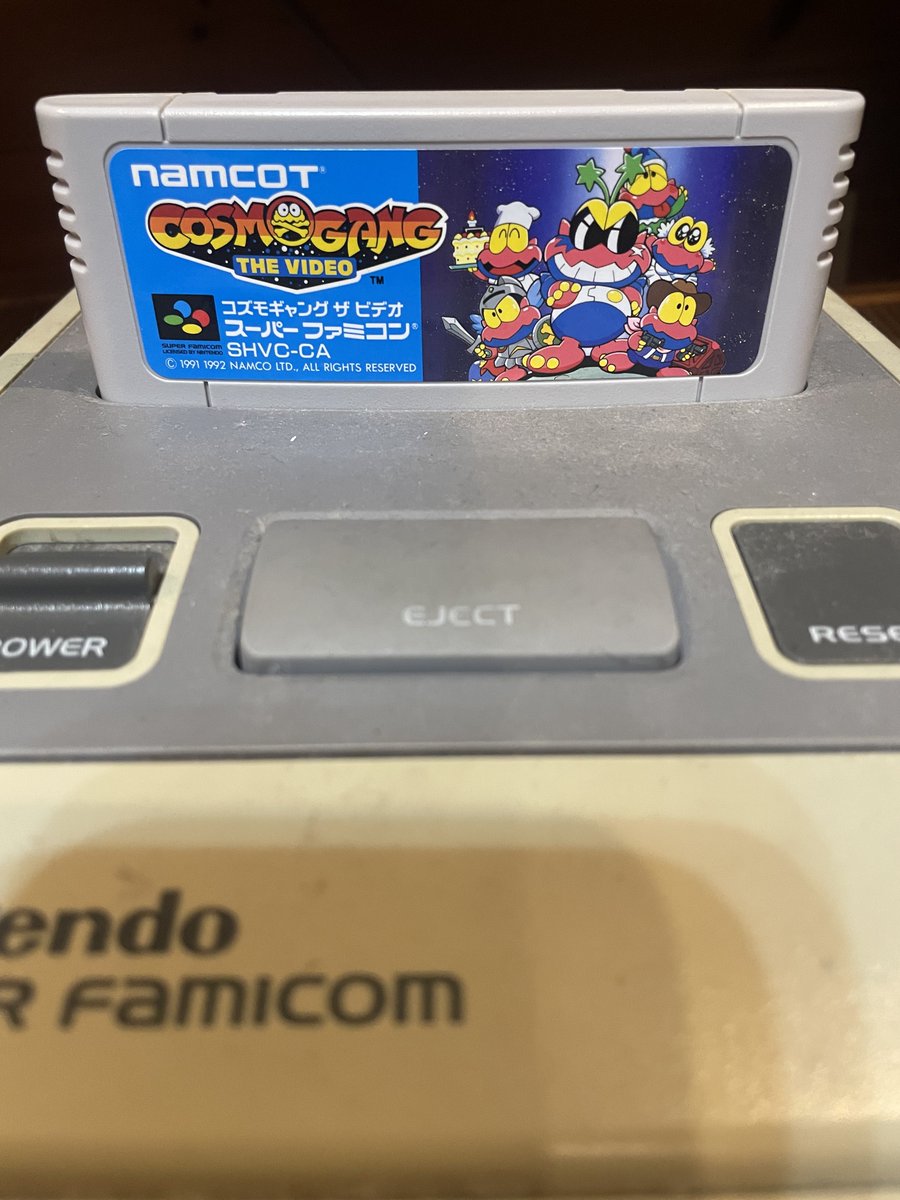 namcot®
COSMOGANG
THE VIDEO
TM
コズモギャング ザ ビデオ
スーパーファミコン®
SUPER FAMICOM
LICENSED BY NINTENDO
SHVC-CA
© 1991 1992 NAMCO LTD., ALL RIGHTS RESERVED
EJECT
POWER
RESE
endo
R FAMICOM